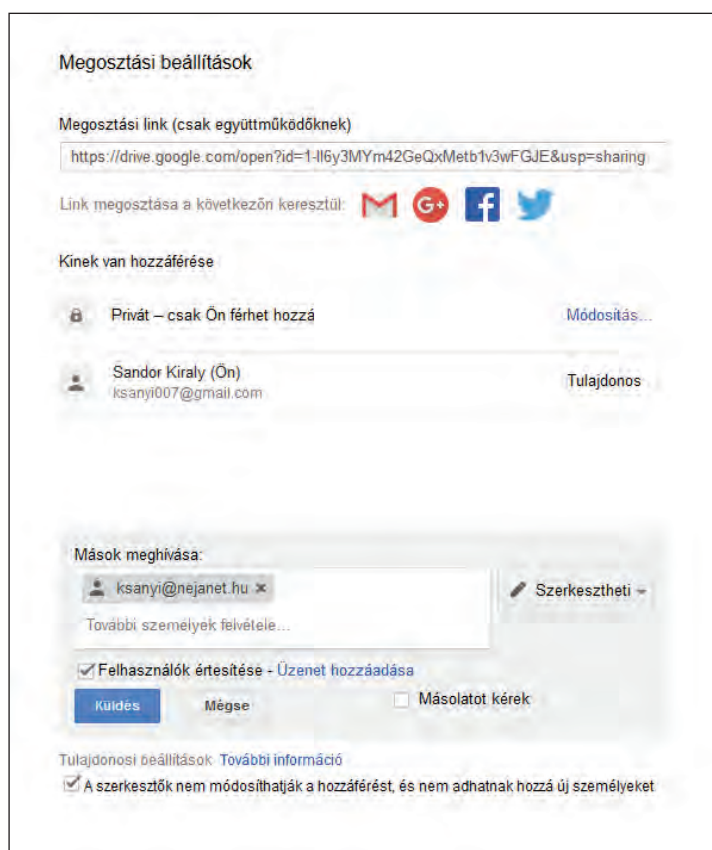 Megosztási beállítások
Megosztási link (csak együttműködőknek)
https://drive.google.com/open?id=1-ll6y3MYm42GeQxMetb1v3wFGJE&usp=sharing
Link megosztása a következőn keresztül:
Kinek van hozzáférése
Privát – csak Ön férhet hozzá Módosítás...
Sandor Kiraly (Ön) Tulajdonos
ksanyi007@gmail.com
Mások meghívása:
ksanyi@nejanet.hu Szerkesztheti
További személyek felvétele...
Felhasználók értesítése - Üzenet hozzáadása
Küldés Mégse Másolatot kérek
Tulajdonosi beállítások További információ
A szerkesztők nem módosíthatják a hozzáférést, és nem adhatnak hozzá új személyeket